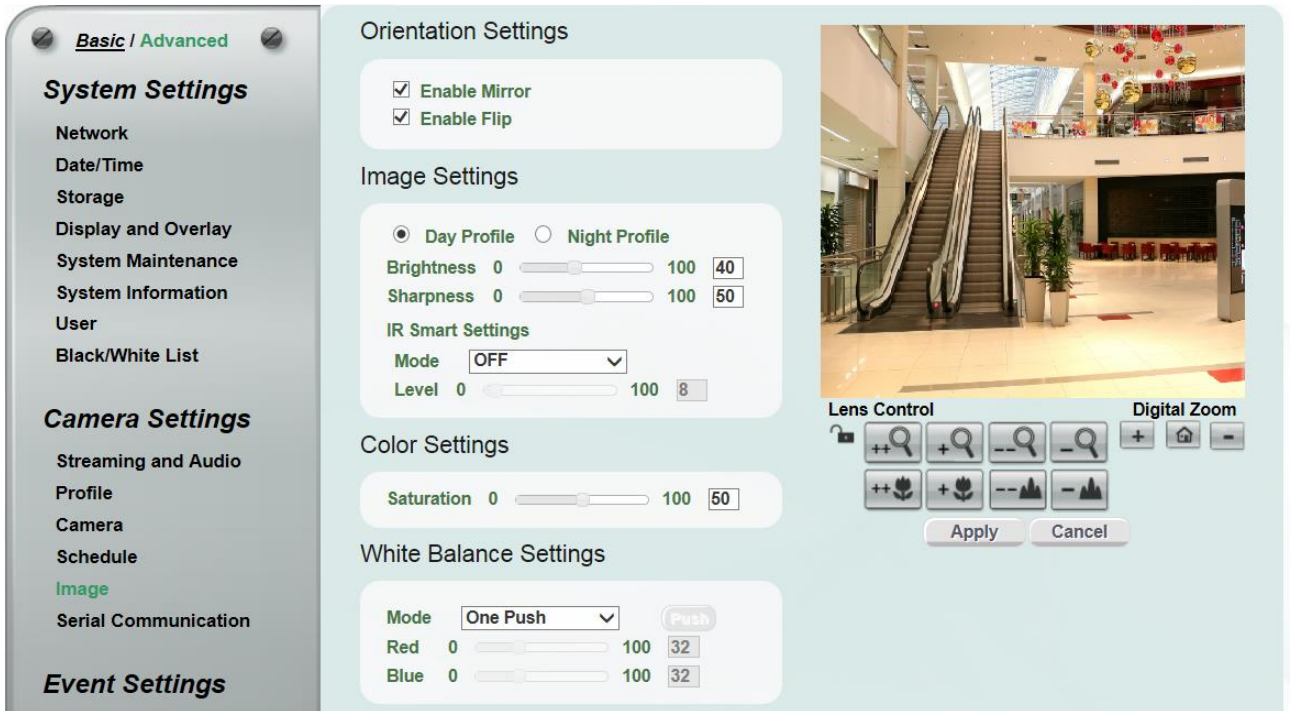 Basic / Advanced
System Settings
Network
Date/Time
Storage
Display and Overlay
System Maintenance
System Information
User
Black/White List
Camera Settings
Streaming and Audio
Profile
Camera
Schedule
Image
Serial Communication
Event Settings
Orientation Settings
Enable Mirror
Enable Flip
Image Settings
Day Profile Night Profile
Brightness 0 100 40
Sharpness 0 100 50
IR Smart Settings
Mode OFF
Level 0 100 8
Color Settings
Saturation 0 100 50
White Balance Settings
Mode One Push Push
Red 0 100 32
Blue 0 100 32
Lens Control Digital Zoom
++ + -- - + -
++ + -- -
Apply Cancel